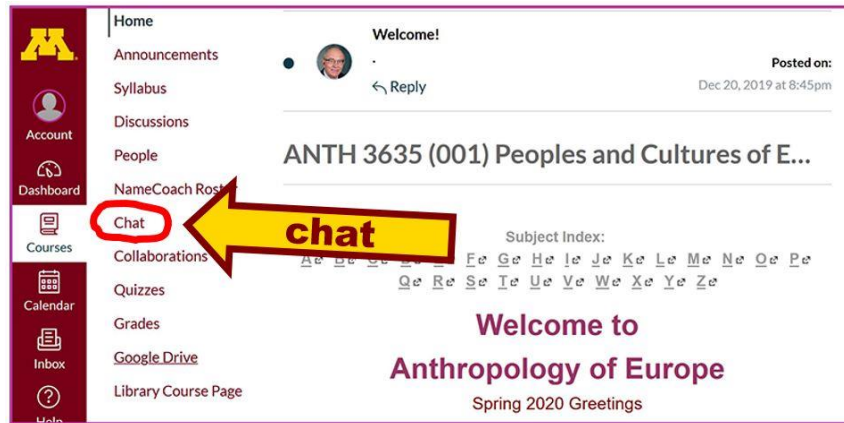 Home
Announcements
Syllabus
Discussions
People
NameCoach
Chat
Collaborations
Quizzes
Grades
Google Drive
Library Course Page
M
Account
Dashboard
Courses
Calendar
Inbox
Help
Welcome!
.
Reply
Posted on:
Dec 20, 2019 at 8:45pm
ANTH 3635 (001) Peoples and Cultures of E...
chat
Subject Index:
F G H I J K L M N O P
Q R S T U V W X Y Z
Welcome to
Anthropology of Europe
Spring 2020 Greetings